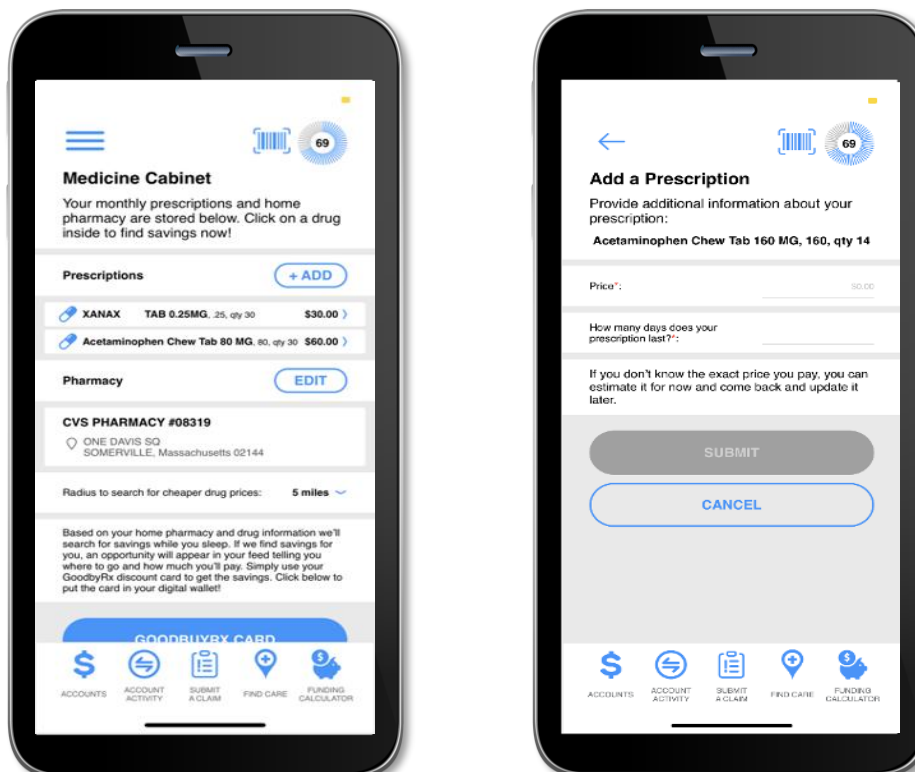 69
Medicine Cabinet
Your monthly prescriptions and home
pharmacy are stored below. Click on a drug
inside to find savings now!
Prescriptions + ADD
XANAX TAB 0.25MG, .25, qty 30 $30.00
Acetaminophen Chew Tab 80 MG, 80, qty 30 $60.00
Pharmacy EDIT
CVS PHARMACY #08319
ONE DAVIS SQ
SOMERVILLE, Massachusetts 02144
Radius to search for cheaper drug prices: 5 miles
Based on your home pharmacy and drug information we'll
search for savings while you sleep. If we find savings for
you, an opportunity will appear in your feed telling you
where to go and how much you'll pay. Simply use your
GoodbyRx discount card to get the savings. Click below to
put the card in your digital wallet!
GOODBUYRX CARD
ACCOUNTS
ACCOUNT
ACTIVITY
SUBMIT
A CLAIM
FIND CARE
FUNDING
CALCULATOR
69
Add a Prescription
Provide additional information about your
prescription:
Acetaminophen Chew Tab 160 MG, 160, qty 14
Price*: 50.00
How many days does your
prescription last?*:
If you don't know the exact price you pay, you can
estimate it for now and come back and update it
later.
SUBMIT
CANCEL
ACCOUNTS
ACCOUNT
ACTIVITY
SUBMIT
A CLAIM
FIND CARE
FUNDING
CALCULATOR